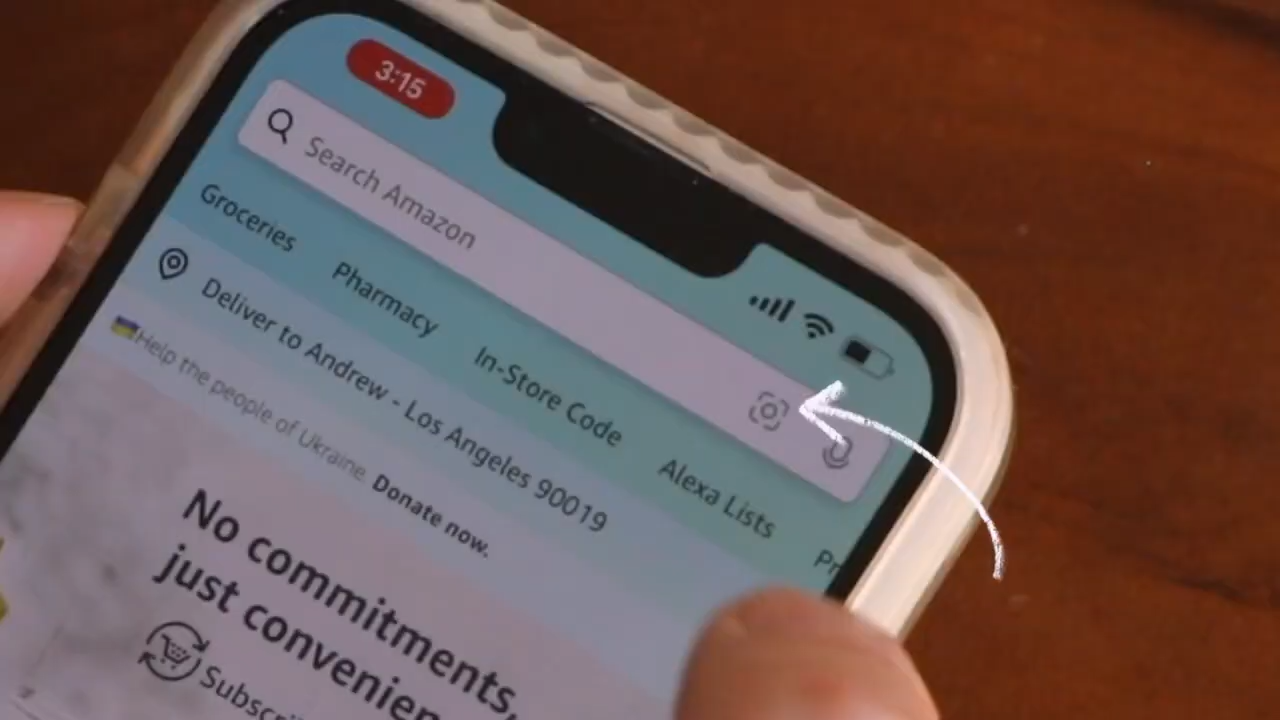 3:15
Search Amazon
Groceries Pharmacy In-Store Code Alexa Lists
Deliver to Andrew - Los Angeles 90019
Help the people of Ukraine. Donate now.
No commitments,
just